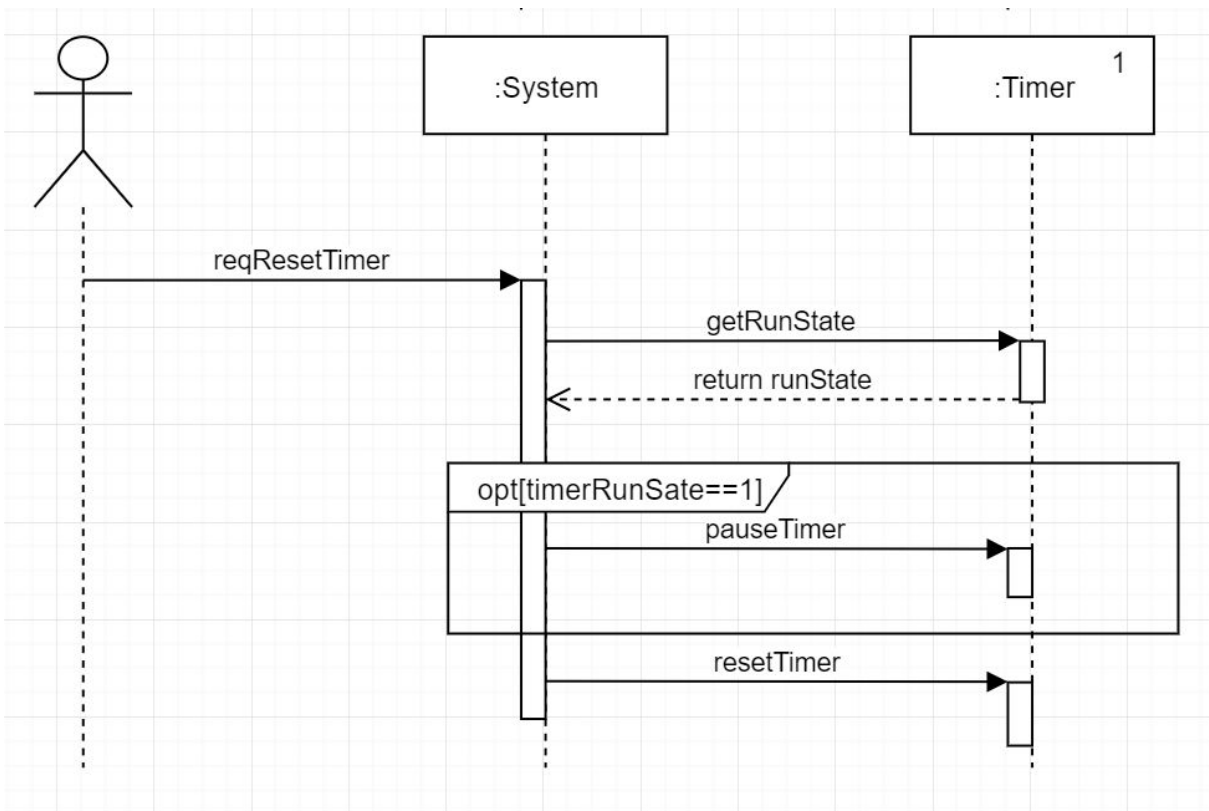 :System
1
:Timer
reqResetTimer
getRunState
return runState
opt[timerRunSate==1]
pauseTimer
resetTimer